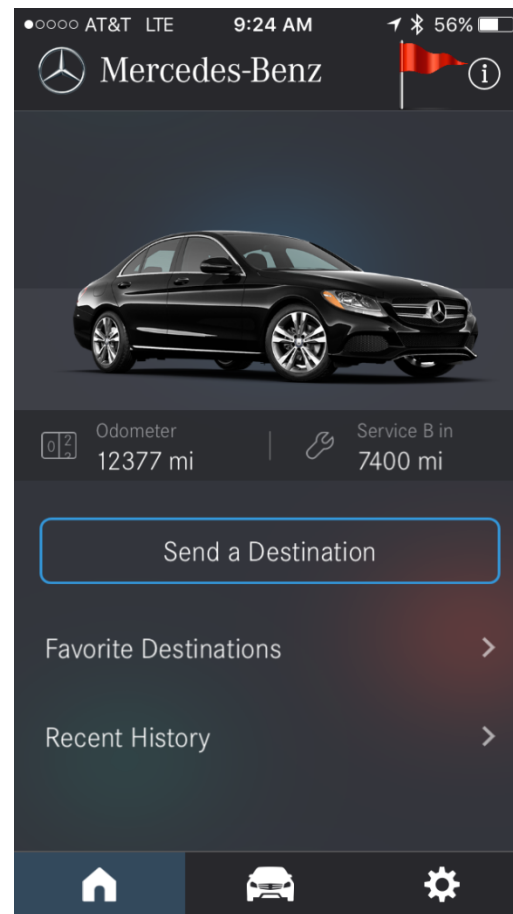 AT&T LTE 9:24 AM 56%
Mercedes-Benz
i
Odometer
12377 mi
Service B in
7400 mi
Send a Destination
Favorite Destinations
Recent History